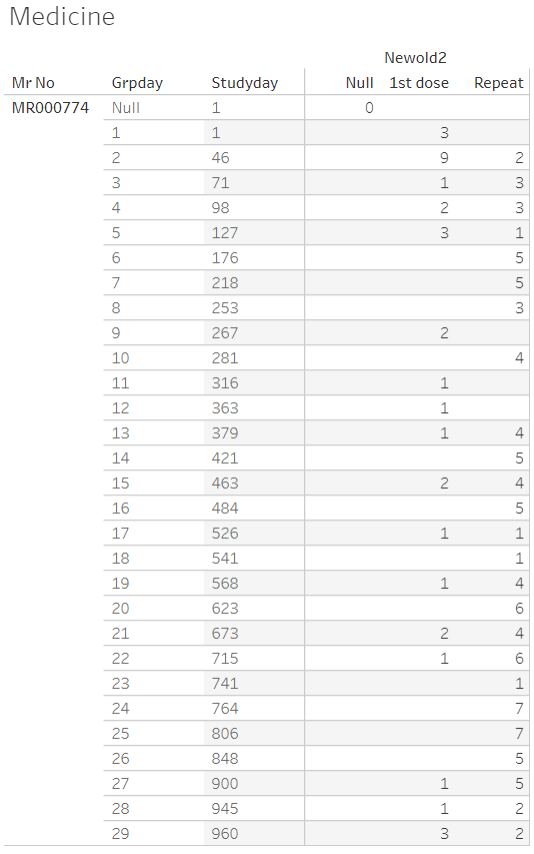 Medicine
Newold2
Mr No Grpday Studyday Null 1st dose Repeat
MR000774 Null 1 0
1 1 3
2 46 9 2
3 71 1 3
4 98 2 3
5 127 3 1
6 176 5
7 218 5
8 253 3
9 267 2
10 281 4
11 316 1
12 363 1
13 379 1 4
14 421 5
15 463 2 4
16 484 5
17 526 1 1
18 541 1
19 568 1 4
20 623 6
21 673 2 4
22 715 1 6
23 741 1
24 764 7
25 806 7
26 848 5
27 900 1 5
28 945 1 2
29 960 3 2